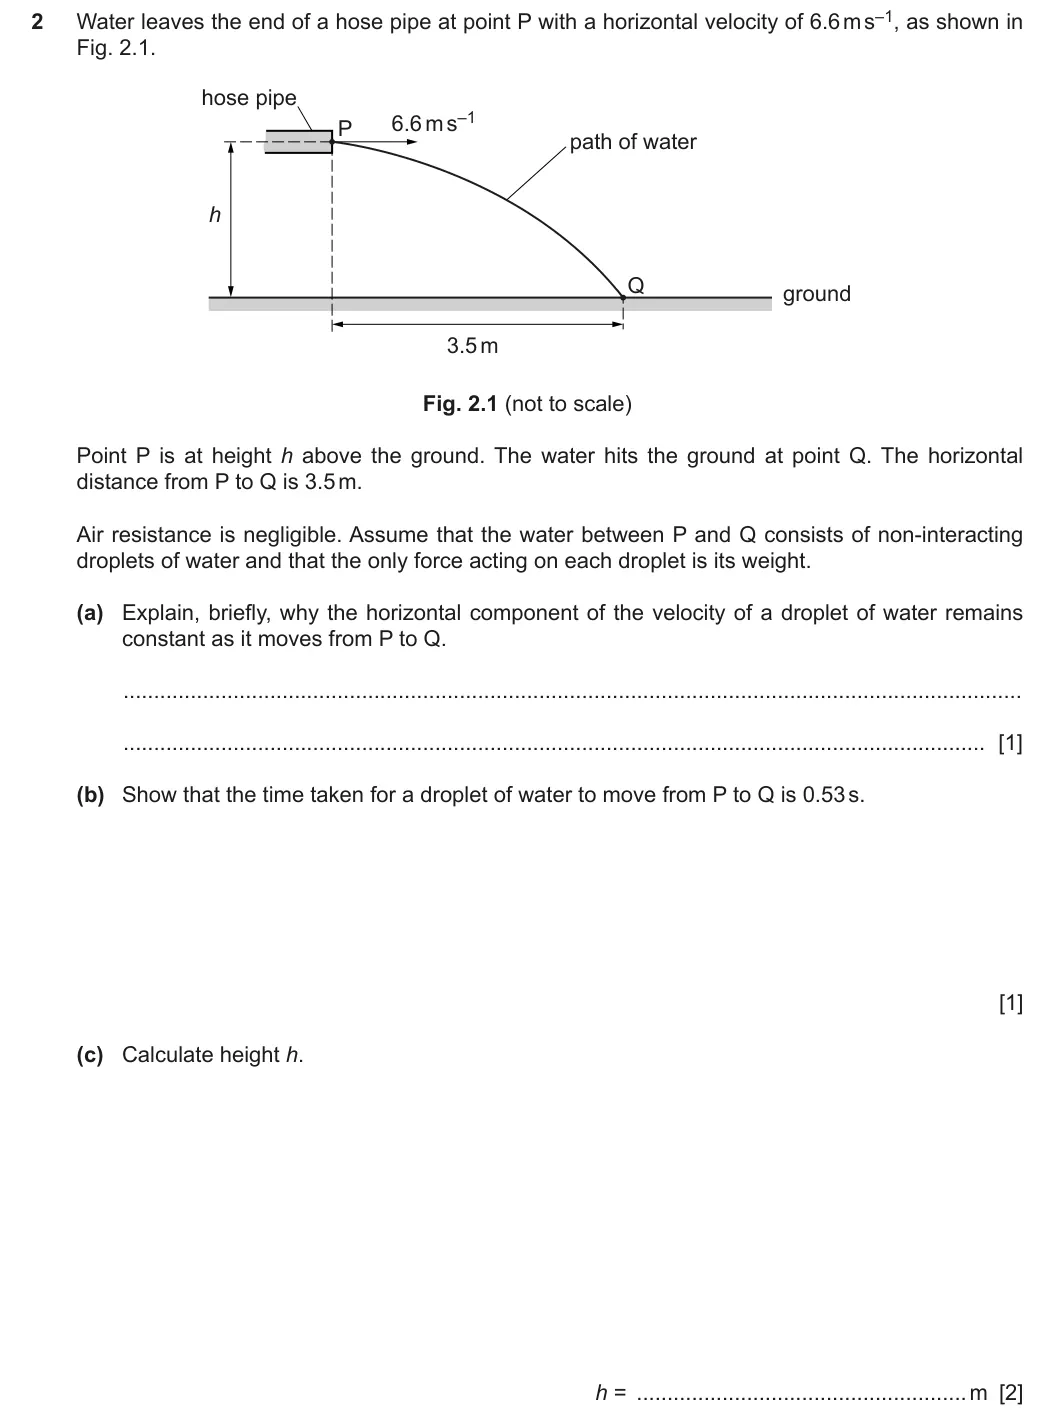 2 Water leaves the end of a hose pipe at point P with a horizontal velocity of 6.6 m s⁻¹, as shown in
Fig. 2.1.
hose pipe
P
6.6 m s⁻¹
path of water
h
Q
ground
3.5 m
Fig. 2.1 (not to scale)
Point P is at height h above the ground. The water hits the ground at point Q. The horizontal
distance from P to Q is 3.5 m.
Air resistance is negligible. Assume that the water between P and Q consists of non-interacting
droplets of water and that the only force acting on each droplet is its weight.
(a) Explain, briefly, why the horizontal component of the velocity of a droplet of water remains
constant as it moves from P to Q.
..........................................................................................................................................
.......................................................................................................................................... [1]
(b) Show that the time taken for a droplet of water to move from P to Q is 0.53 s.
[1]
(c) Calculate height h.
h = ...................................................... m [2]